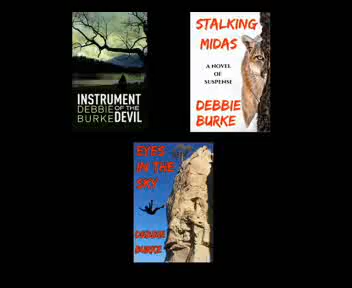 INSTRUMENT
OF THE
DEBBIE
BURKE
DEVIL
STALKING
MIDAS
A NOVEL
OF
SUSPENSE
DEBBIE
BURKE
EYES
IN THE
SKY
DEBBIE
BURKE